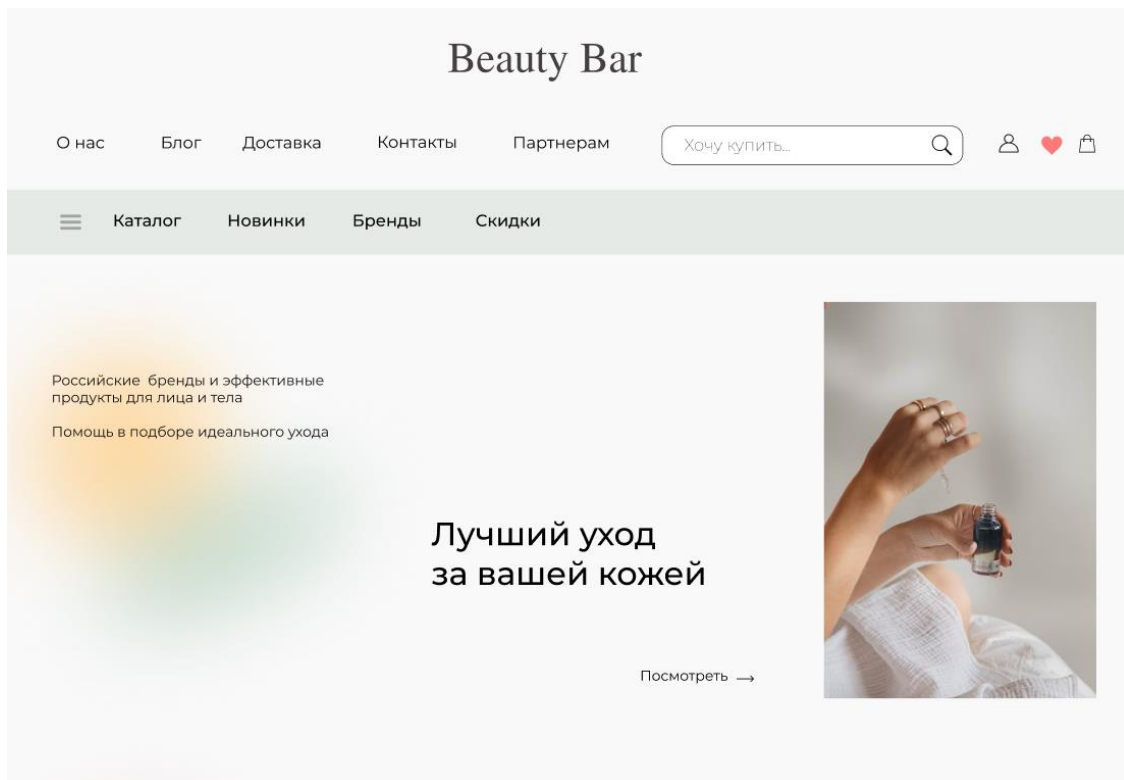 Beauty Bar
О нас Блог Доставка Контакты Партнерам Хочу купить...
Каталог Новинки Бренды Скидки
Российские бренды и эффективные
продукты для лица и тела
Помощь в подборе идеального ухода
Лучший уход
за вашей кожей
Посмотреть →